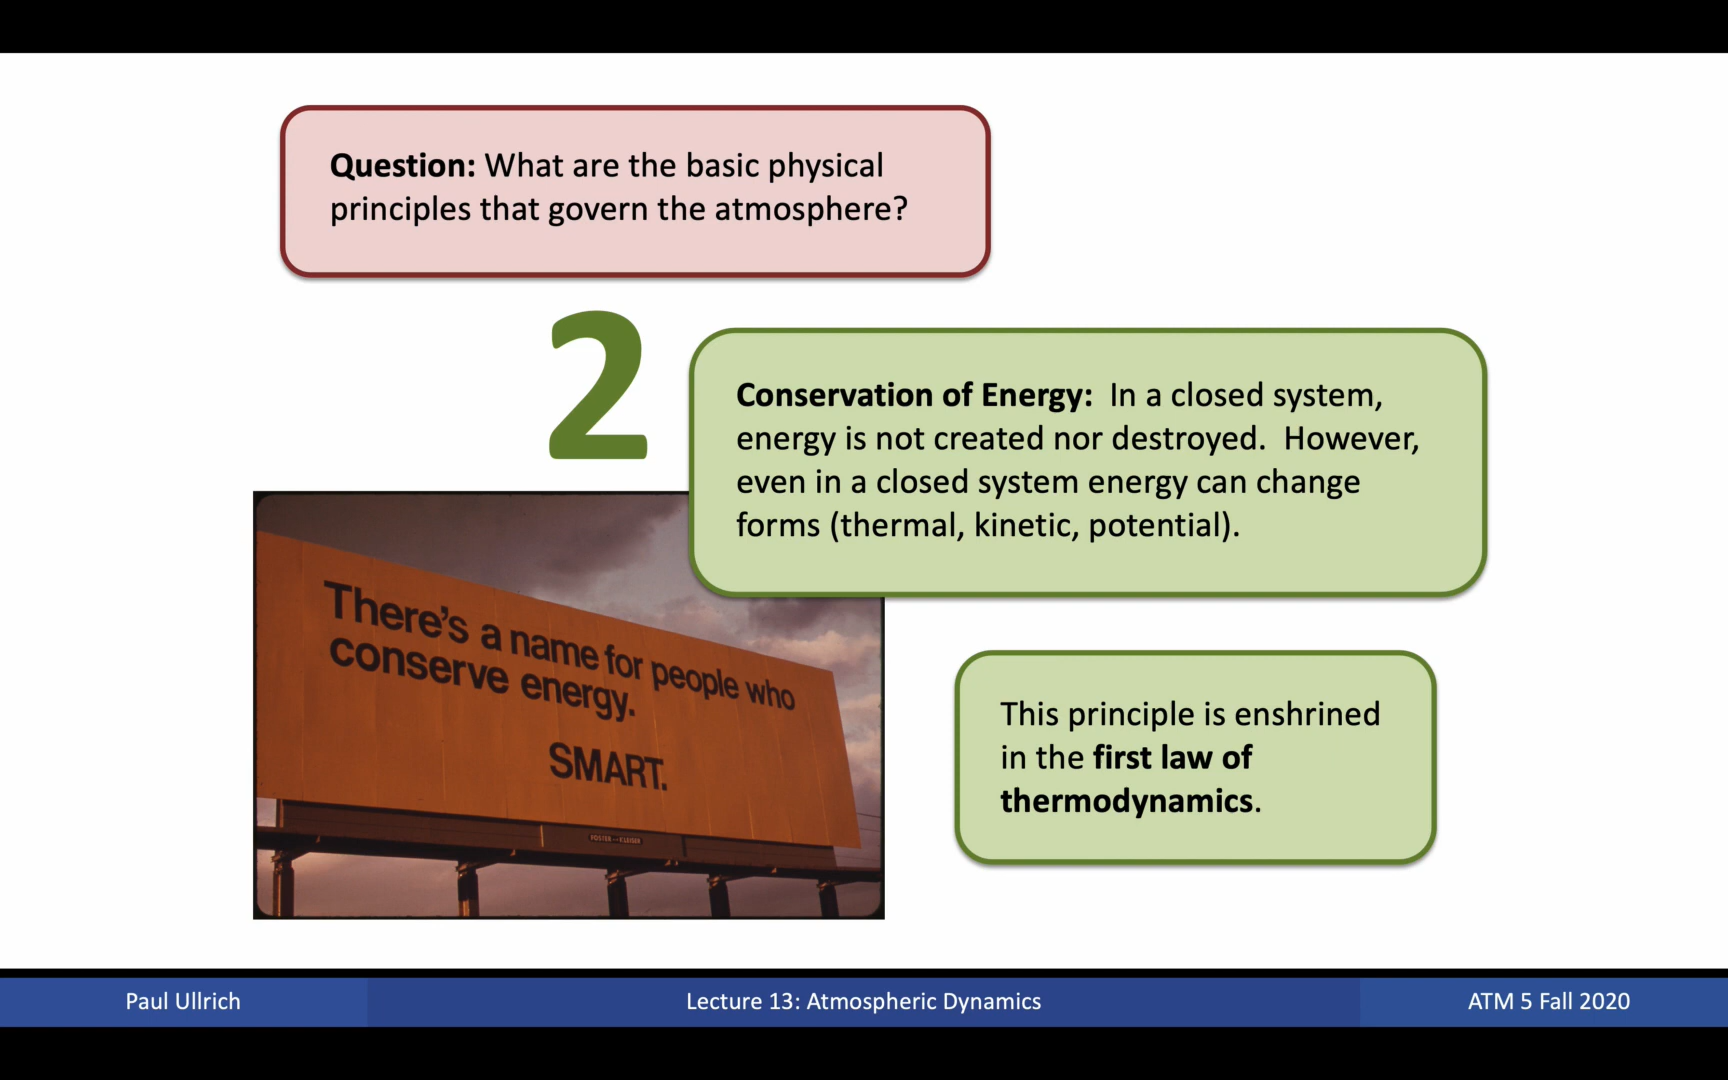 Question: What are the basic physical
principles that govern the atmosphere?
2
Conservation of Energy:  In a closed system,
energy is not created nor destroyed.  However,
even in a closed system energy can change
forms (thermal, kinetic, potential).
There's a name for people who
conserve energy.
SMART.
FOSTER and KLEISER
This principle is enshrined
in the first law of
thermodynamics.
Paul Ullrich
Lecture 13: Atmospheric Dynamics
ATM 5 Fall 2020